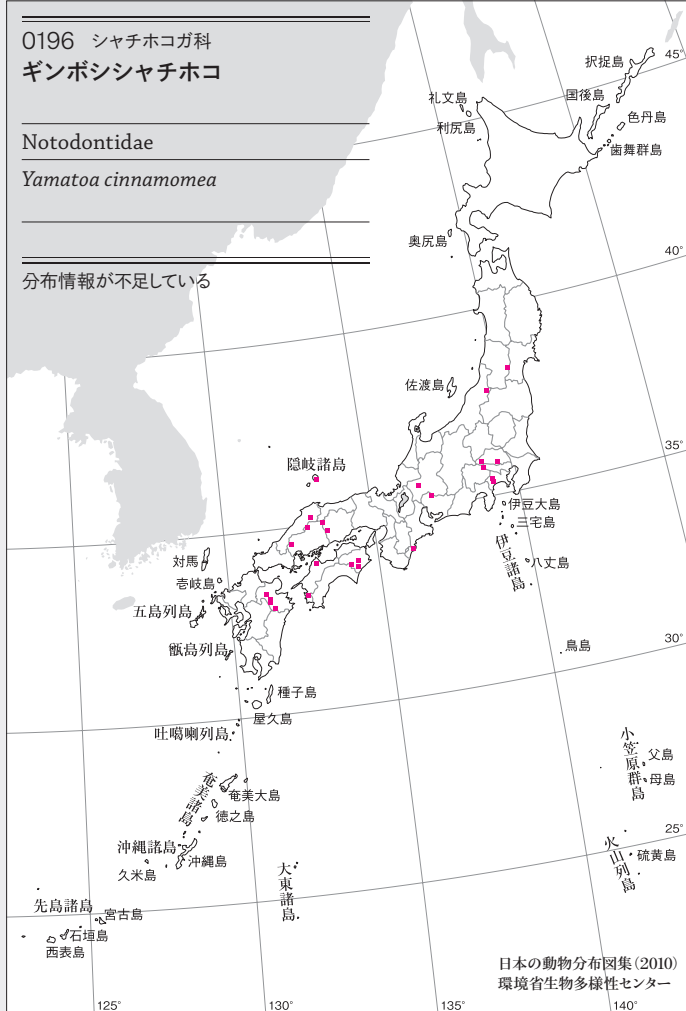 0196 シャチホコガ科
ギンボシシャチホコ
Notodontidae
Yamatoa cinnamomea
分布情報が不足している
択捉島
45°
国後島
礼文島
色丹島
利尻島
歯舞群島
奥尻島
40°
佐渡島
35°
隠岐諸島
伊豆大島
三宅島
伊豆諸島
八丈島
対馬
壱岐島
五島列島
甑島列島
鳥島
30°
種子島
屋久島
吐噶喇列島
小笠原群島
父島
母島
奄美諸島
奄美大島
徳之島
25°
沖縄諸島
沖縄島
久米島
火山列島
硫黄島
大東諸島
先島諸島
宮古島
石垣島
西表島
日本の動物分布図集(2010)
環境省生物多様性センター
125°
130°
135°
140°